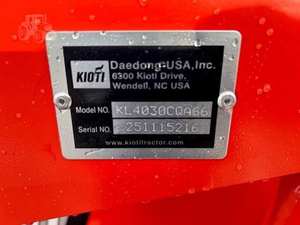 Daedong-USA, Inc.
KIOTI
6300 Kioti Drive,
Wendell, NC USA
Model NO. KL4030CQA66
Serial NO. 251115216
www.kiotitractor.com